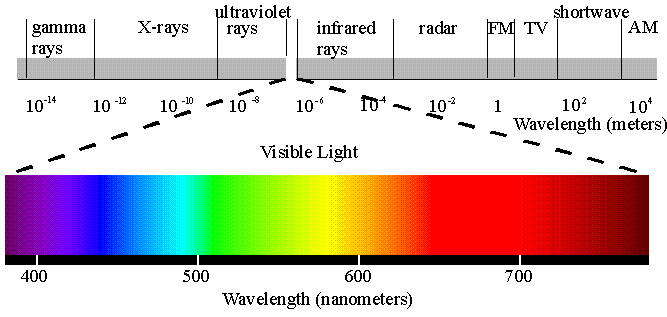 ultraviolet shortwave
gamma X-rays rays infrared radar FM TV AM
rays rays
10⁻¹⁴ 10⁻¹² 10⁻¹⁰ 10⁻⁸ 10⁻⁶ 10⁻⁴ 10⁻² 1 10² 10⁴
Wavelength (meters)
Visible Light
400 500 600 700
Wavelength (nanometers)